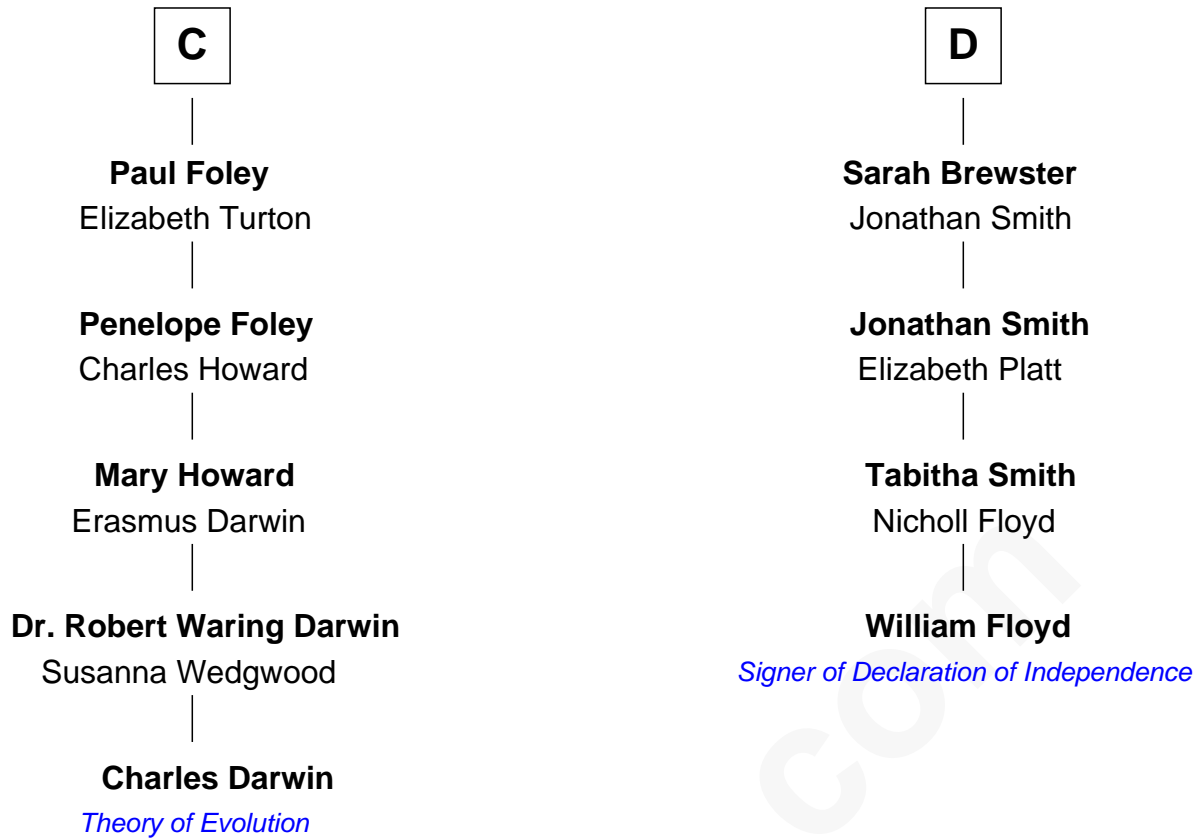 C
Paul Foley
Elizabeth Turton
Penelope Foley
Charles Howard
Mary Howard
Erasmus Darwin
Dr. Robert Waring Darwin
Susanna Wedgwood
Charles Darwin
Theory of Evolution
D
Sarah Brewster
Jonathan Smith
Jonathan Smith
Elizabeth Platt
Tabitha Smith
Nicholl Floyd
William Floyd
Signer of Declaration of Independence
com